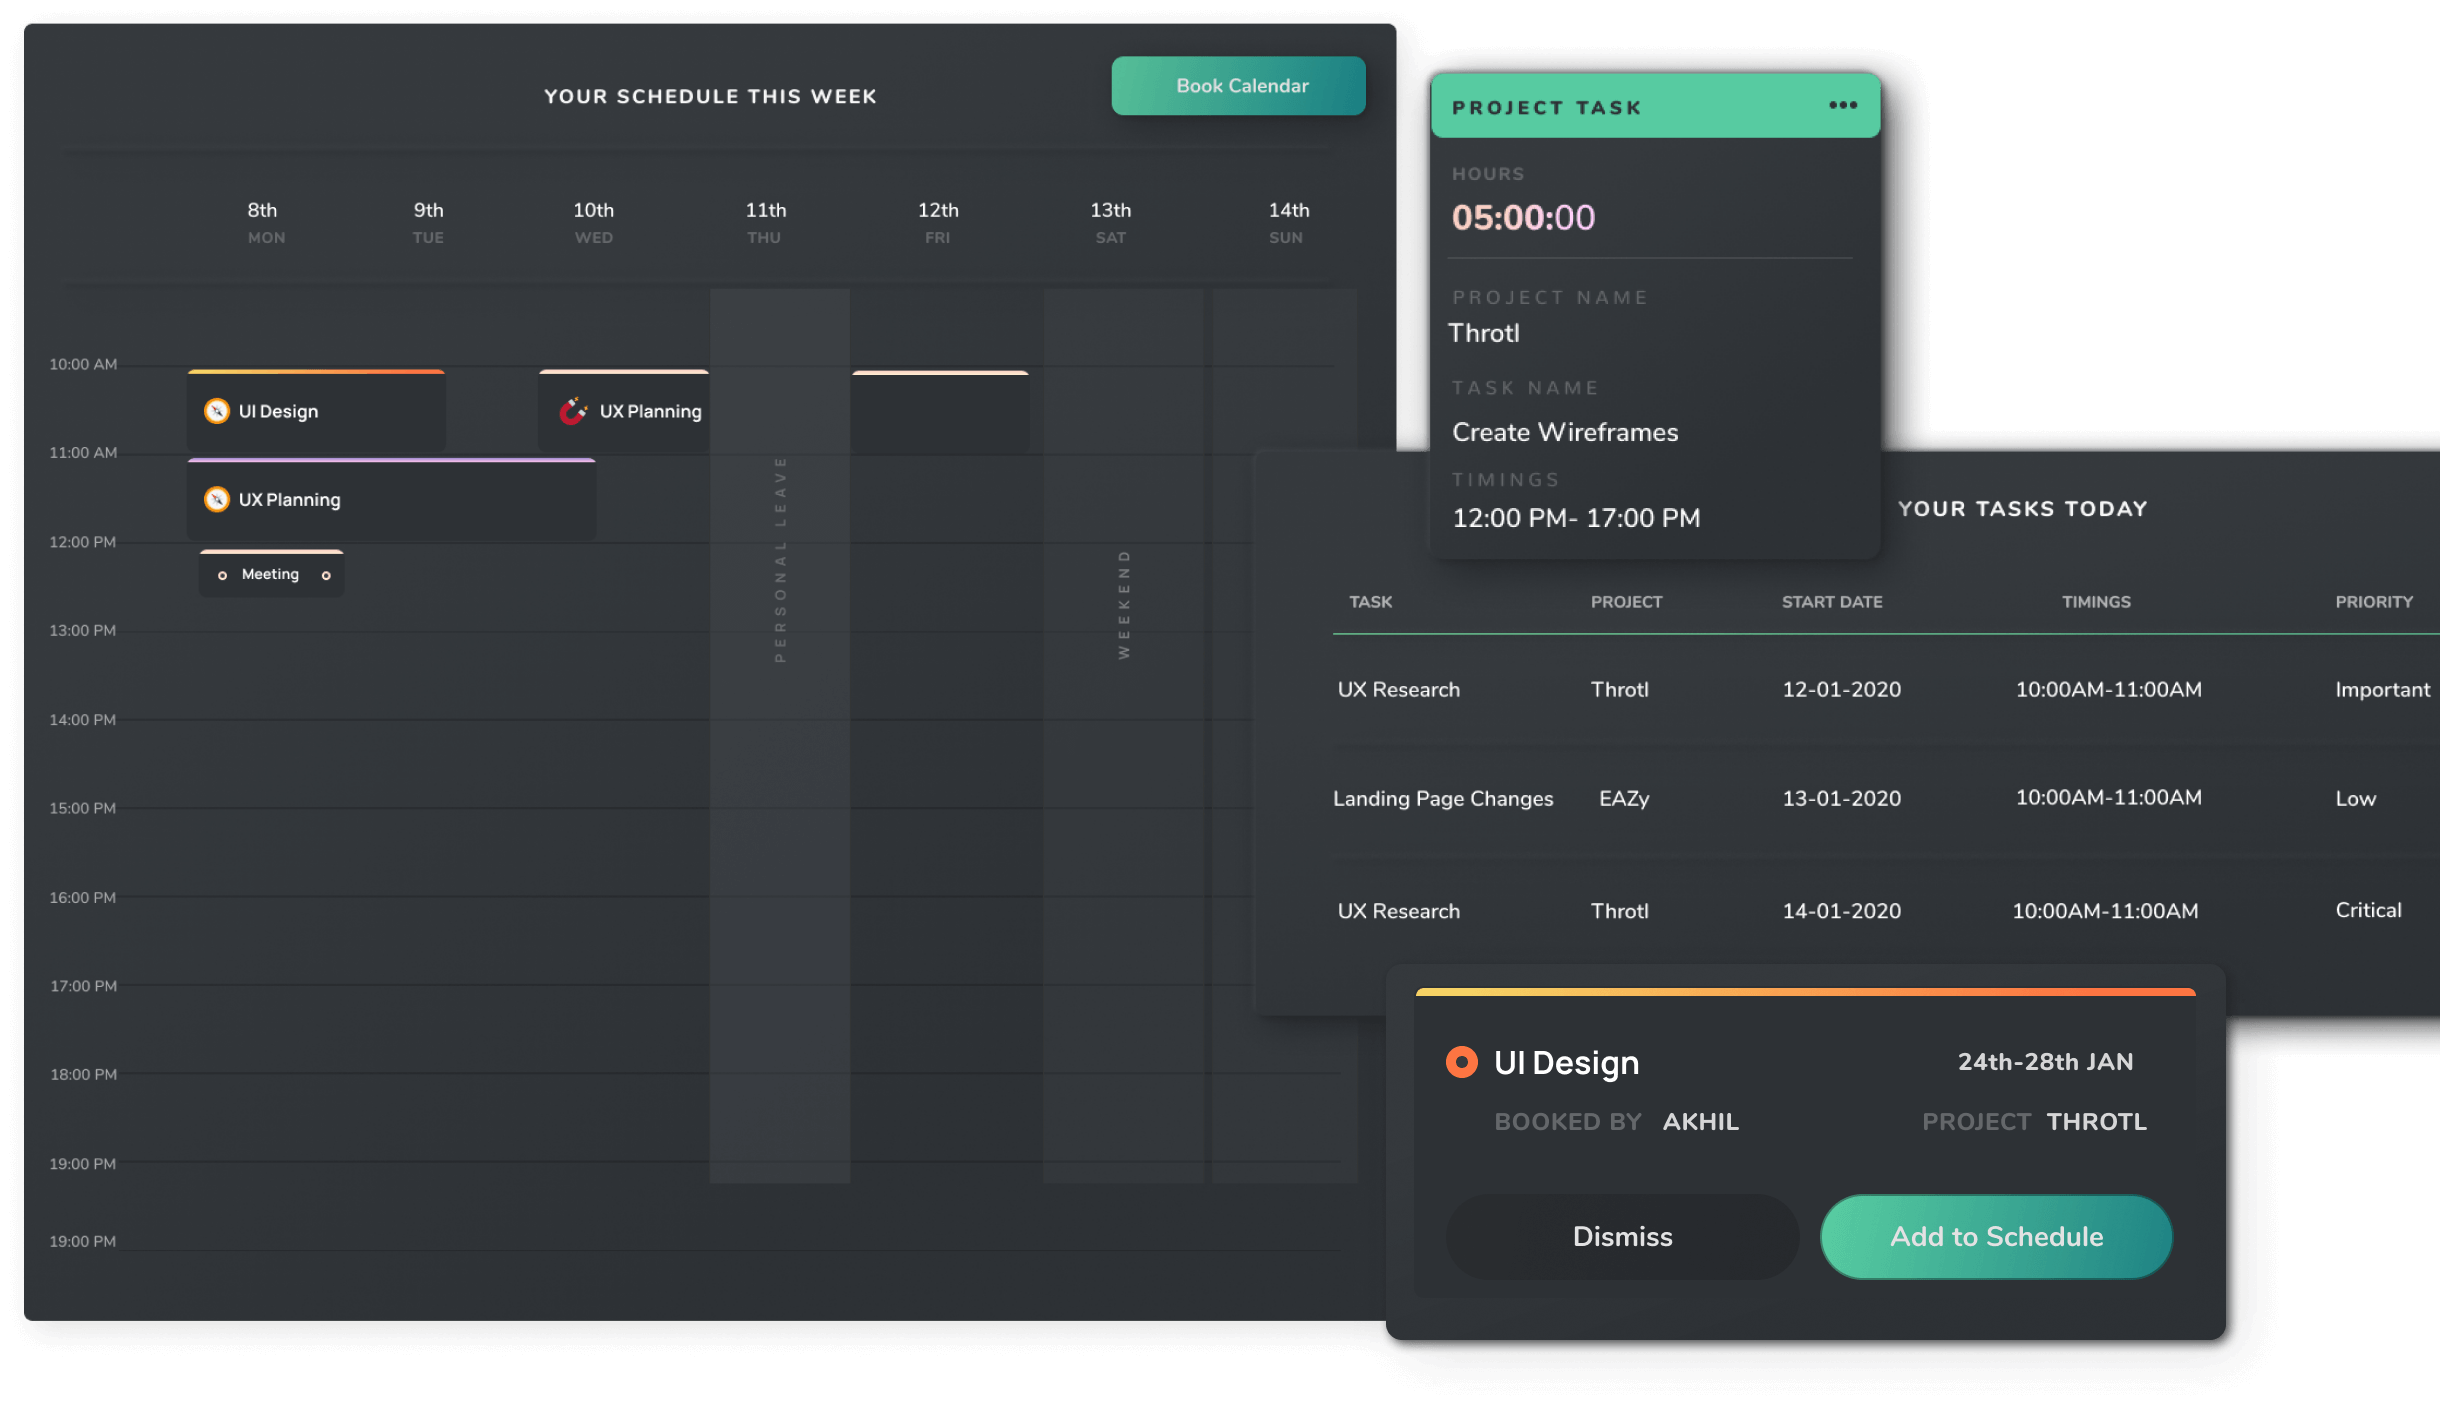 YOUR SCHEDULE THIS WEEK
Book Calendar
8th 9th 10th 11th 12th 13th 14th
MON TUE WED THU FRI SAT SUN
10:00 AM
UI Design
UX Planning
11:00 AM
UX Planning
12:00 PM
Meeting
13:00 PM
14:00 PM
15:00 PM
16:00 PM
17:00 PM
18:00 PM
19:00 PM
19:00 PM
PERSONAL LEAVE
WEEKEND
PROJECT TASK
HOURS
05:00:00
PROJECT NAME
Throtl
TASK NAME
Create Wireframes
TIMINGS
12:00 PM- 17:00 PM
YOUR TASKS TODAY
TASK PROJECT START DATE TIMINGS PRIORITY
UX Research Throtl 12-01-2020 10:00AM-11:00AM Important
Landing Page Changes EAZy 13-01-2020 10:00AM-11:00AM Low
UX Research Throtl 14-01-2020 10:00AM-11:00AM Critical
UI Design 24th-28th JAN
BOOKED BY AKHIL PROJECT THROTL
Dismiss Add to Schedule